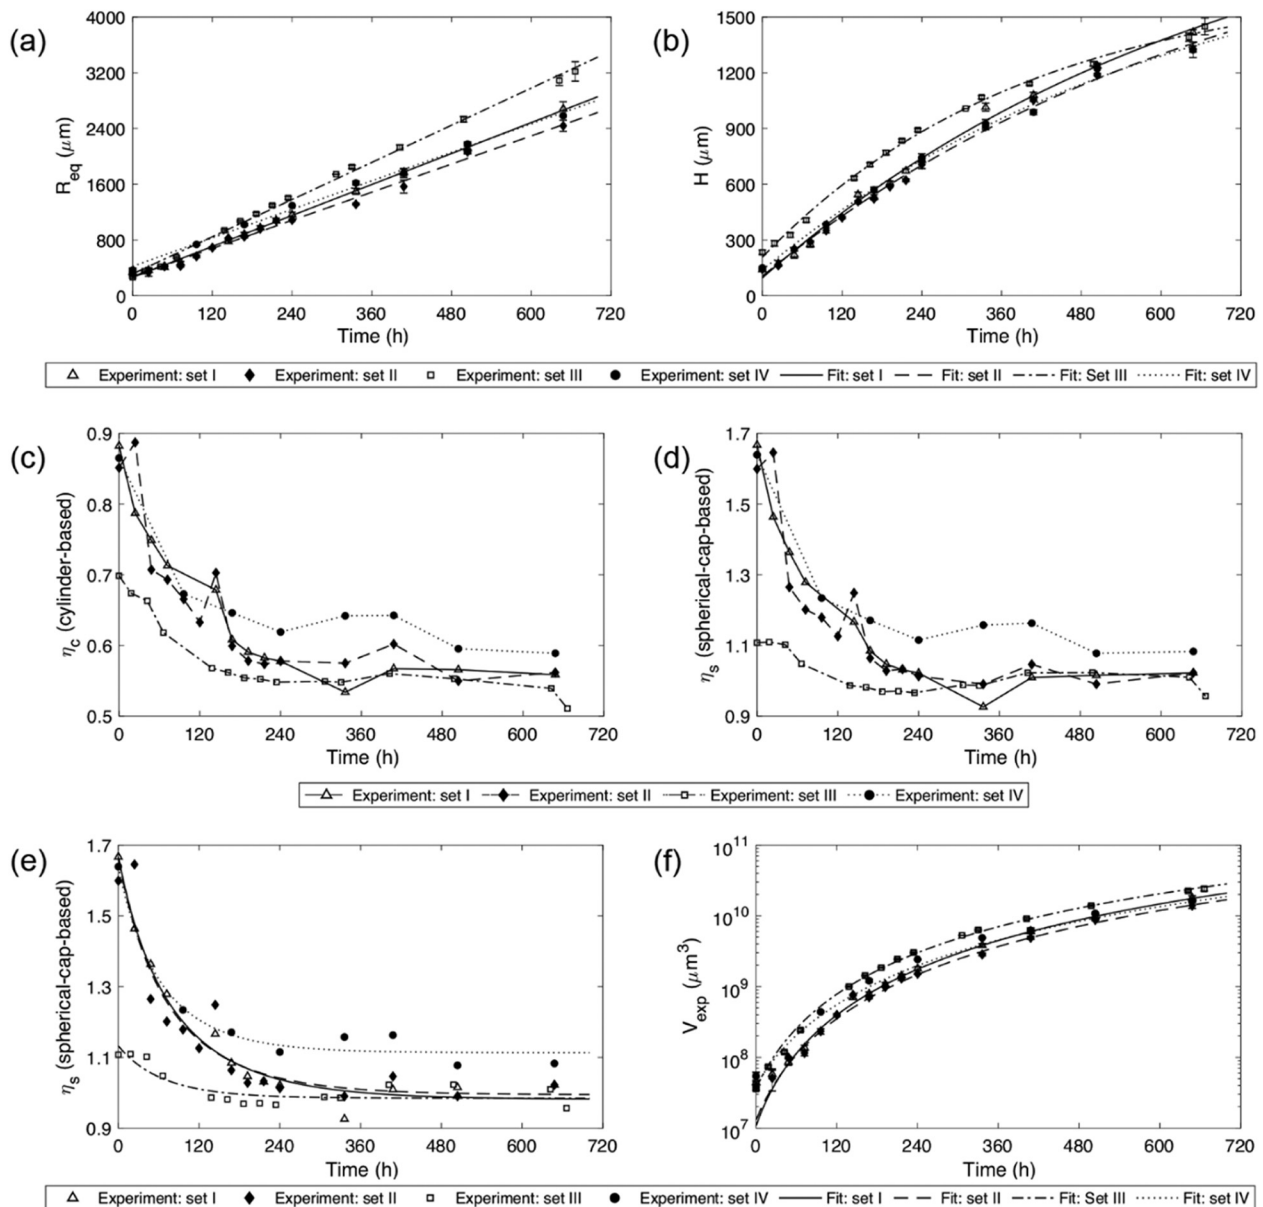 (a)
4000
3200
2400
1600
800
0
R_eq (μm)
0 120 240 360 480 600 720
Time (h)
(b)
1500
1200
900
600
300
0
H (μm)
0 120 240 360 480 600 720
Time (h)
Experiment: set I Experiment: set II Experiment: set III Experiment: set IV Fit: set I Fit: set II Fit: Set III Fit: set IV
(c)
0.9
0.8
0.7
0.6
0.5
η_c (cylinder-based)
0 120 240 360 480 600 720
Time (h)
(d)
1.7
1.5
1.3
1.1
0.9
η_s (spherical-cap-based)
0 120 240 360 480 600 720
Time (h)
Experiment: set I Experiment: set II Experiment: set III Experiment: set IV
(e)
1.7
1.5
1.3
1.1
0.9
η_s (spherical-cap-based)
0 120 240 360 480 600 720
Time (h)
(f)
10^11
10^10
10^9
10^8
10^7
V_exp (μm^3)
0 120 240 360 480 600 720
Time (h)
Experiment: set I Experiment: set II Experiment: set III Experiment: set IV Fit: set I Fit: set II Fit: Set III Fit: set IV